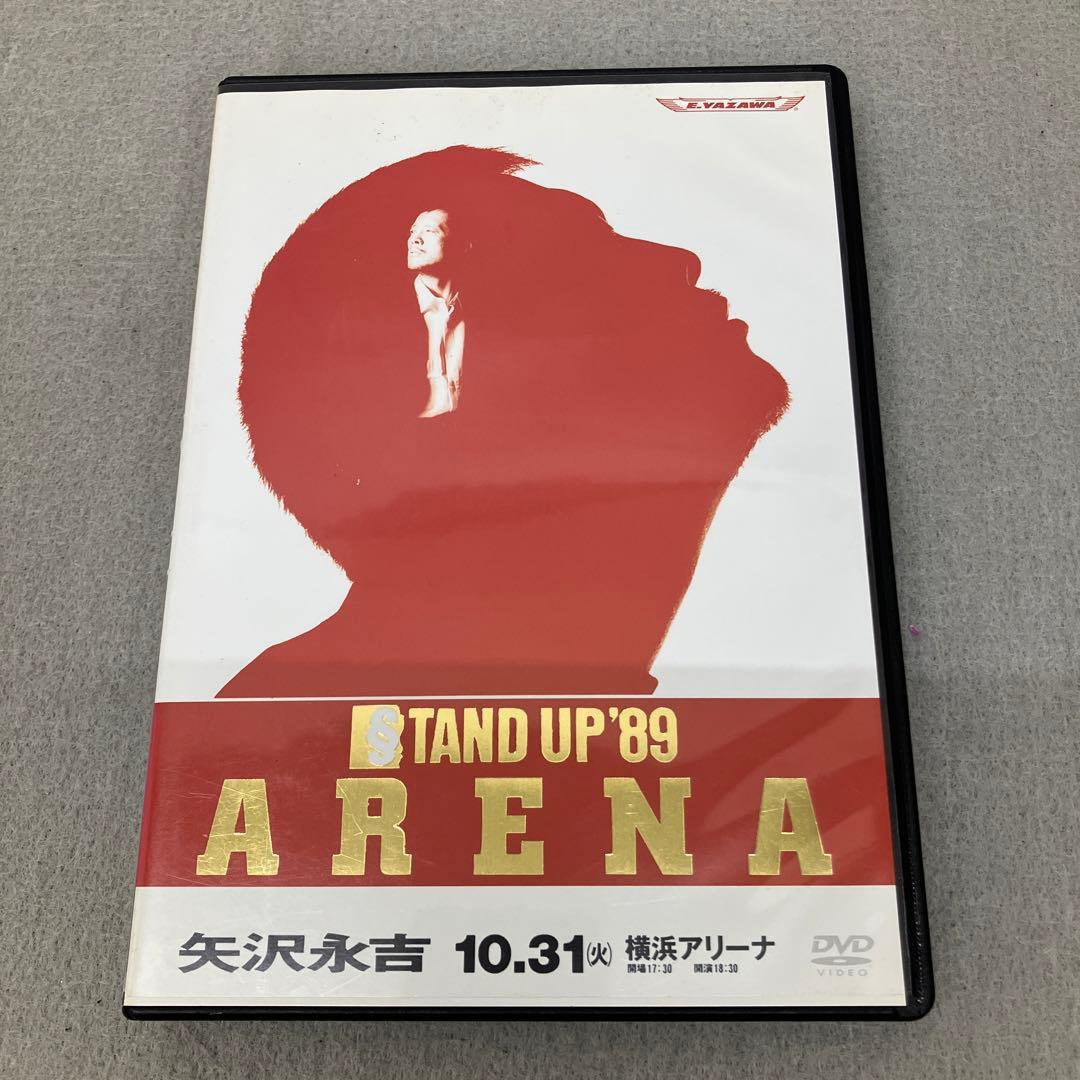 E.YAZAWA
STAND UP '89
ARENA
矢沢永吉 10.31(火) 横浜アリーナ
開場17:30 開演18:30
DVD
VIDEO